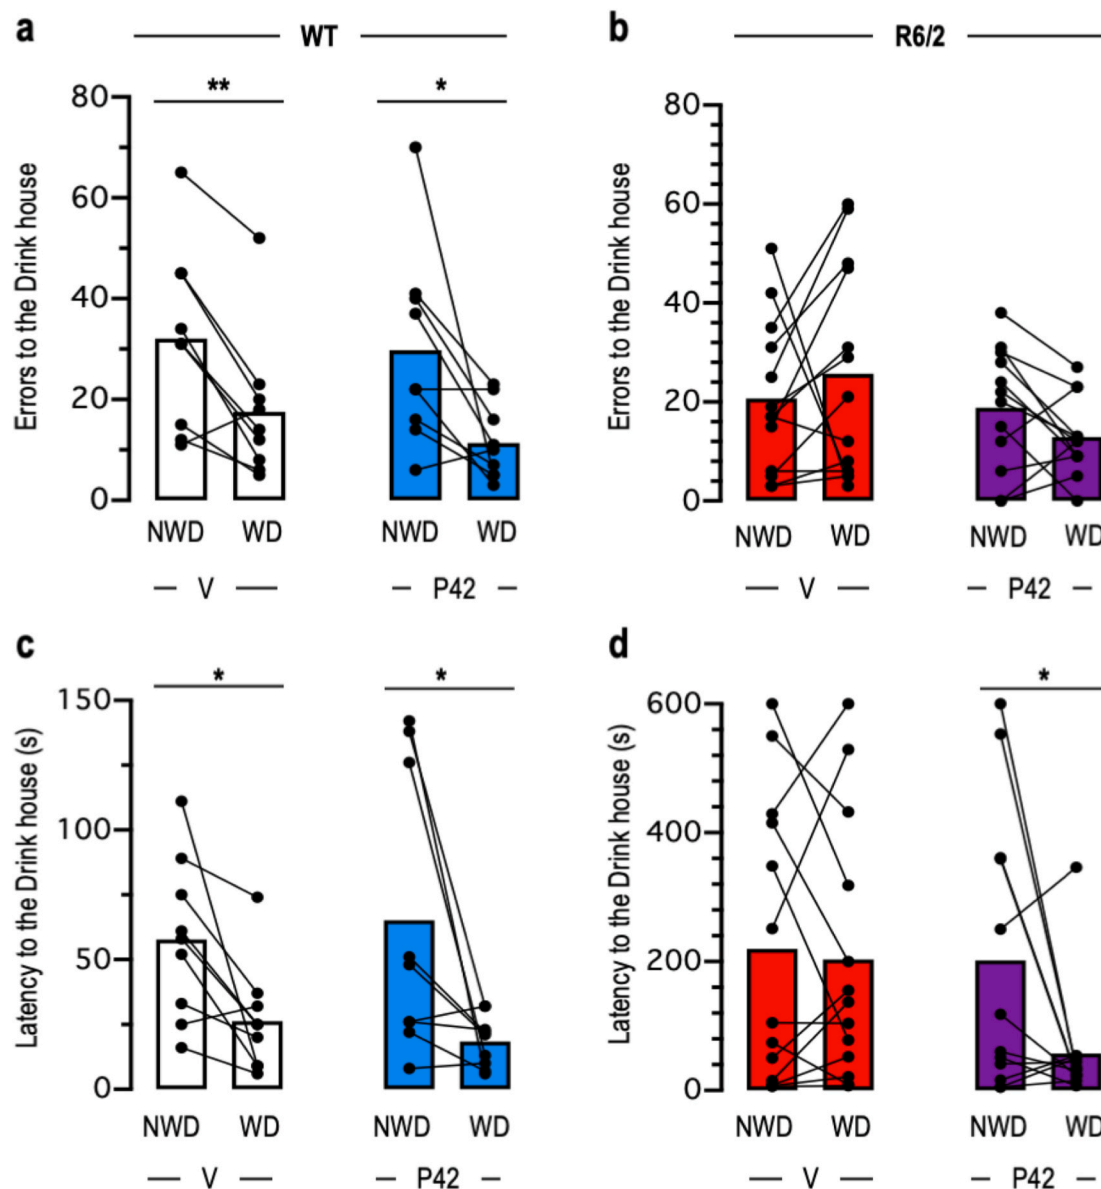 a
WT
b
R6/2
**
*
Errors to the Drink house
80
60
40
20
0
NWD WD NWD WD
V P42
Errors to the Drink house
80
60
40
20
0
NWD WD NWD WD
V P42
c
*
*
Latency to the Drink house (s)
150
100
50
0
NWD WD NWD WD
V P42
d
*
Latency to the Drink house (s)
600
400
200
0
NWD WD NWD WD
V P42